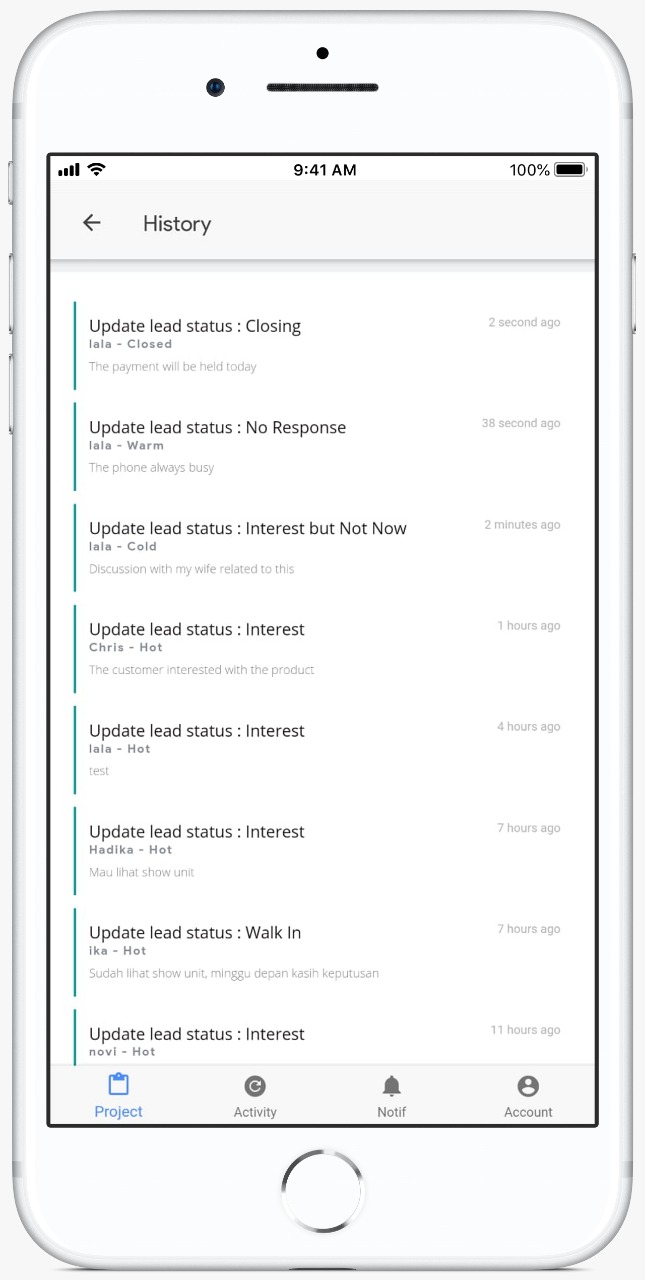 9:41 AM
100%
History
Update lead status : Closing
2 second ago
lala - Closed
The payment will be held today
Update lead status : No Response
38 second ago
lala - Warm
The phone always busy
Update lead status : Interest but Not Now
2 minutes ago
lala - Cold
Discussion with my wife related to this
Update lead status : Interest
1 hours ago
Chris - Hot
The customer interested with the product
Update lead status : Interest
4 hours ago
lala - Hot
test
Update lead status : Interest
7 hours ago
Hadika - Hot
Mau lihat show unit
Update lead status : Walk In
7 hours ago
ika - Hot
Sudah lihat show unit, minggu depan kasih keputusan
Update lead status : Interest
11 hours ago
novi - Hot
Project
Activity
Notif
Account